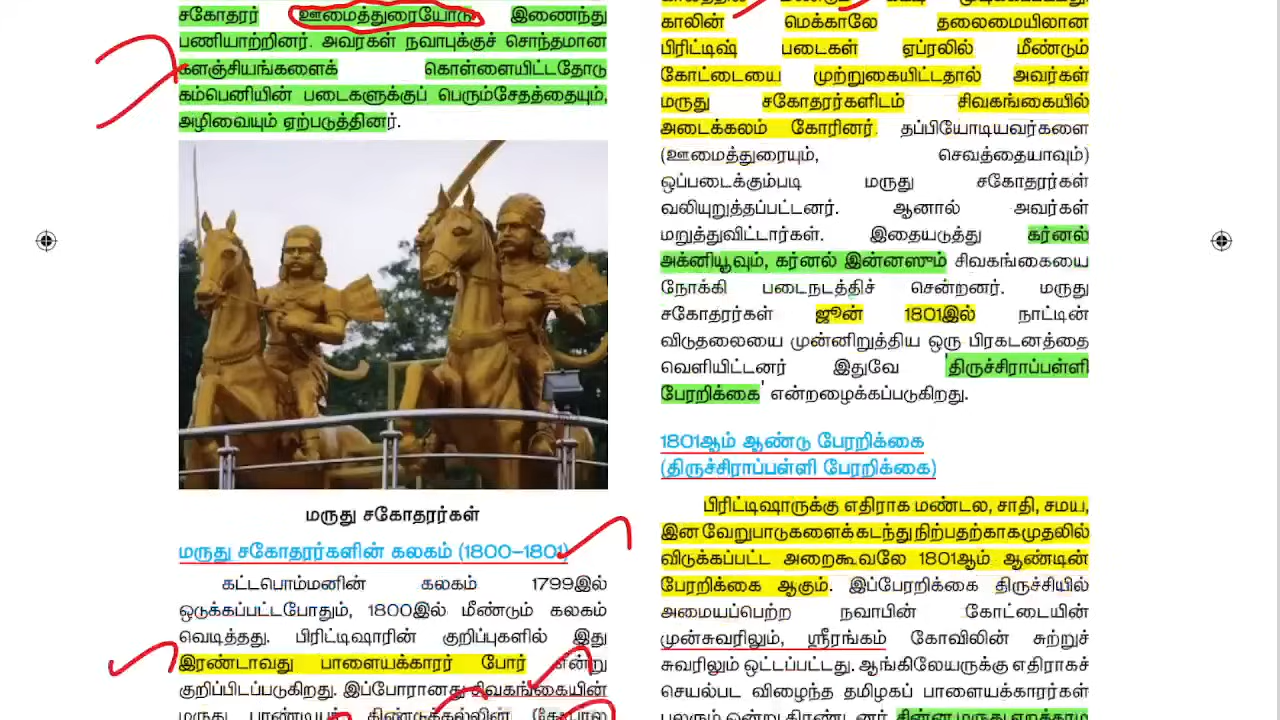 சகோதரர் ஊமைத்துரையோடு இணைந்து
பணியாற்றினர். அவர்கள் நவாபுக்குச் சொந்தமான
களஞ்சியங்களைக் கொள்ளையிட்டதோடு
கம்பெனியின் படைகளுக்குப் பெரும்சேதத்தையும்,
அழிவையும் ஏற்படுத்தினர்.
மருது சகோதரர்கள்
மருது சகோதரர்களின் கலகம் (1800–1801)
கட்டபொம்மனின் கலகம் 1799இல்
ஒடுக்கப்பட்டபோதும், 1800இல் மீண்டும் கலகம்
வெடித்தது. பிரிட்டிஷாரின் குறிப்புகளில் இது
இரண்டாவது பாளையக்காரர் போர் என்று
குறிப்பிடப்படுகிறது. இப்போரானது சிவகங்கையின்
மருது பாண்டியர், திண்டுக்கல்லின் கோபால
காலின் மெக்காலே தலைமையிலான
பிரிட்டிஷ் படைகள் ஏப்ரலில் மீண்டும்
கோட்டையை முற்றுகையிட்டதால் அவர்கள்
மருது சகோதரர்களிடம் சிவகங்கையில்
அடைக்கலம் கோரினர். தப்பியோடியவர்களை
(ஊமைத்துரையும், செவத்தையாவும்)
ஒப்படைக்கும்படி மருது சகோதரர்கள்
வலியுறுத்தப்பட்டனர். ஆனால் அவர்கள்
மறுத்துவிட்டார்கள். இதையடுத்து கர்னல்
அக்னியூவும், கர்னல் இன்னஸும் சிவகங்கையை
நோக்கி படைநடத்திச் சென்றனர். மருது
சகோதரர்கள் ஜூன் 1801இல் நாட்டின்
விடுதலையை முன்னிறுத்திய ஒரு பிரகடனத்தை
வெளியிட்டனர் இதுவே 'திருச்சிராப்பள்ளி
பேரறிக்கை' என்றழைக்கப்படுகிறது.
1801ஆம் ஆண்டு பேரறிக்கை
(திருச்சிராப்பள்ளி பேரறிக்கை)
பிரிட்டிஷாருக்கு எதிராக மண்டல, சாதி, சமய,
இனவேறுபாடுகளைக்கடந்துநிற்பதற்காகமுதலில்
விடுக்கப்பட்ட அறைகூவலே 1801ஆம் ஆண்டின்
பேரறிக்கை ஆகும். இப்பேரறிக்கை திருச்சியில்
அமையப்பெற்ற நவாபின் கோட்டையின்
முன்சுவரிலும், ஸ்ரீரங்கம் கோவிலின் சுற்றுச்
சுவரிலும் ஒட்டப்பட்டது. ஆங்கிலேயருக்கு எதிராகச்
செயல்பட விழைந்த தமிழகப் பாளையக்காரர்கள்
பலரும் ஒன்று திரண்டனர். சின்ன மருது ஏறத்தாழ